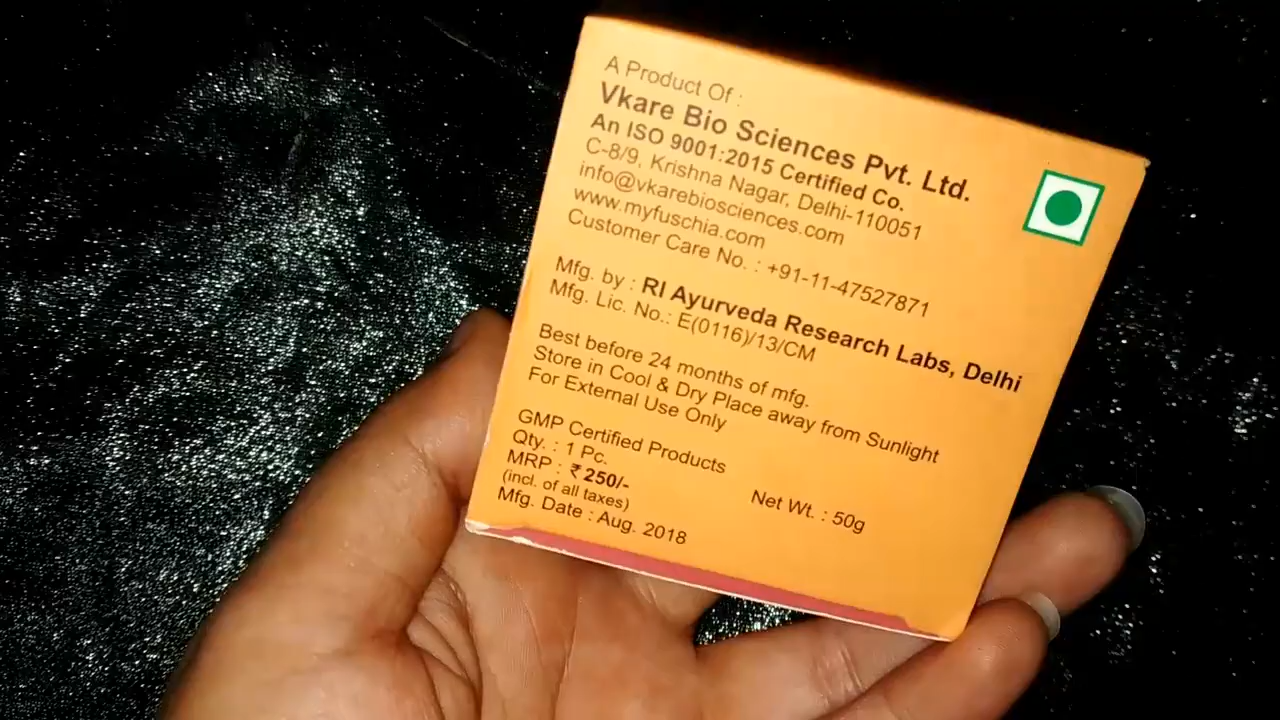 A Product Of :
Vkare Bio Sciences Pvt. Ltd.
An ISO 9001:2015 Certified Co.
C-8/9, Krishna Nagar, Delhi-110051
info@vkarebiosciences.com
www.myfuschia.com
Customer Care No. : +91-11-47527871
Mfg. by : RI Ayurveda Research Labs, Delhi
Mfg. Lic. No.: E(0116)/13/CM
Best before 24 months of mfg.
Store in Cool & Dry Place away from Sunlight
For External Use Only
GMP Certified Products
Qty. : 1 Pc.
MRP : ₹ 250/-
(incl. of all taxes)
Net Wt. : 50g
Mfg. Date : Aug. 2018